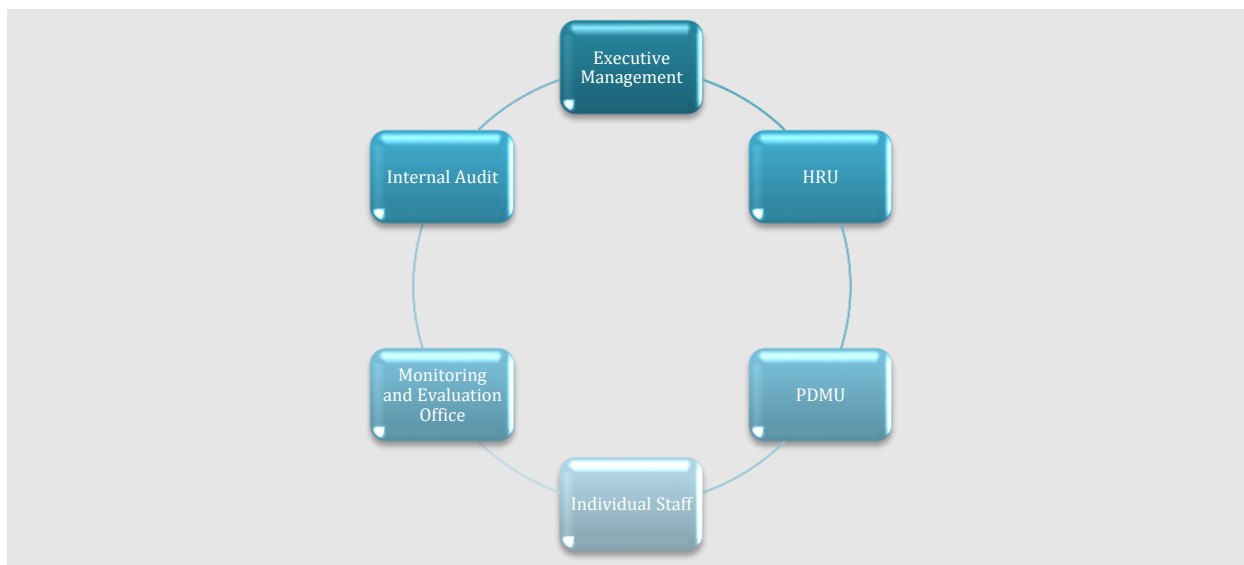 Executive
Management
Internal Audit
HRU
Monitoring
and Evaluation
Office
PDMU
Individual Staff